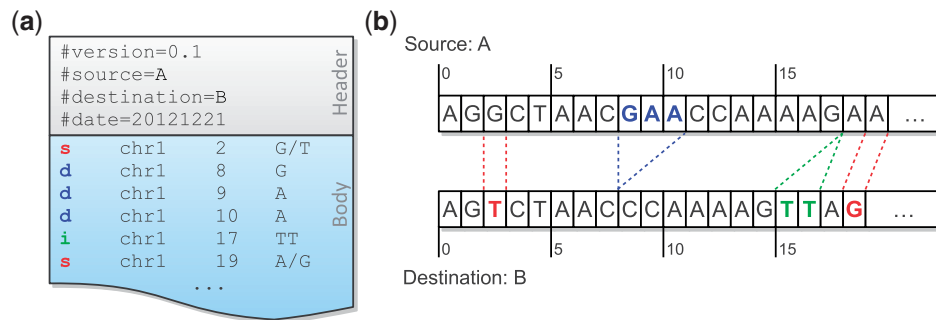 (a)
#version=0.1
#source=A
#destination=B
#date=20121221
Header
s chr1 2 G/T
d chr1 8 G
d chr1 9 A
d chr1 10 A
i chr1 17 TT
s chr1 19 A/G
...
Body
(b)
Source: A
0 5 10 15
A G G C T A A C G A A C C A A A A G A A ...
A G T C T A A C C C A A A A G T T A G ...
0 5 10 15
Destination: B